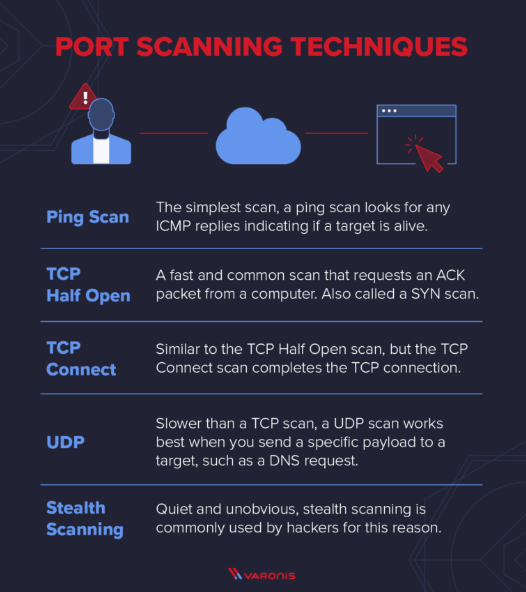 PORT SCANNING TECHNIQUES
!
Ping Scan
The simplest scan, a ping scan looks for any
ICMP replies indicating if a target is alive.
TCP
Half Open
A fast and common scan that requests an ACK
packet from a computer. Also called a SYN scan.
TCP
Connect
Similar to the TCP Half Open scan, but the TCP
Connect scan completes the TCP connection.
UDP
Slower than a TCP scan, a UDP scan works
best when you send a specific payload to a
target, such as a DNS request.
Stealth
Scanning
Quiet and unobvious, stealth scanning is
commonly used by hackers for this reason.
VARONIS